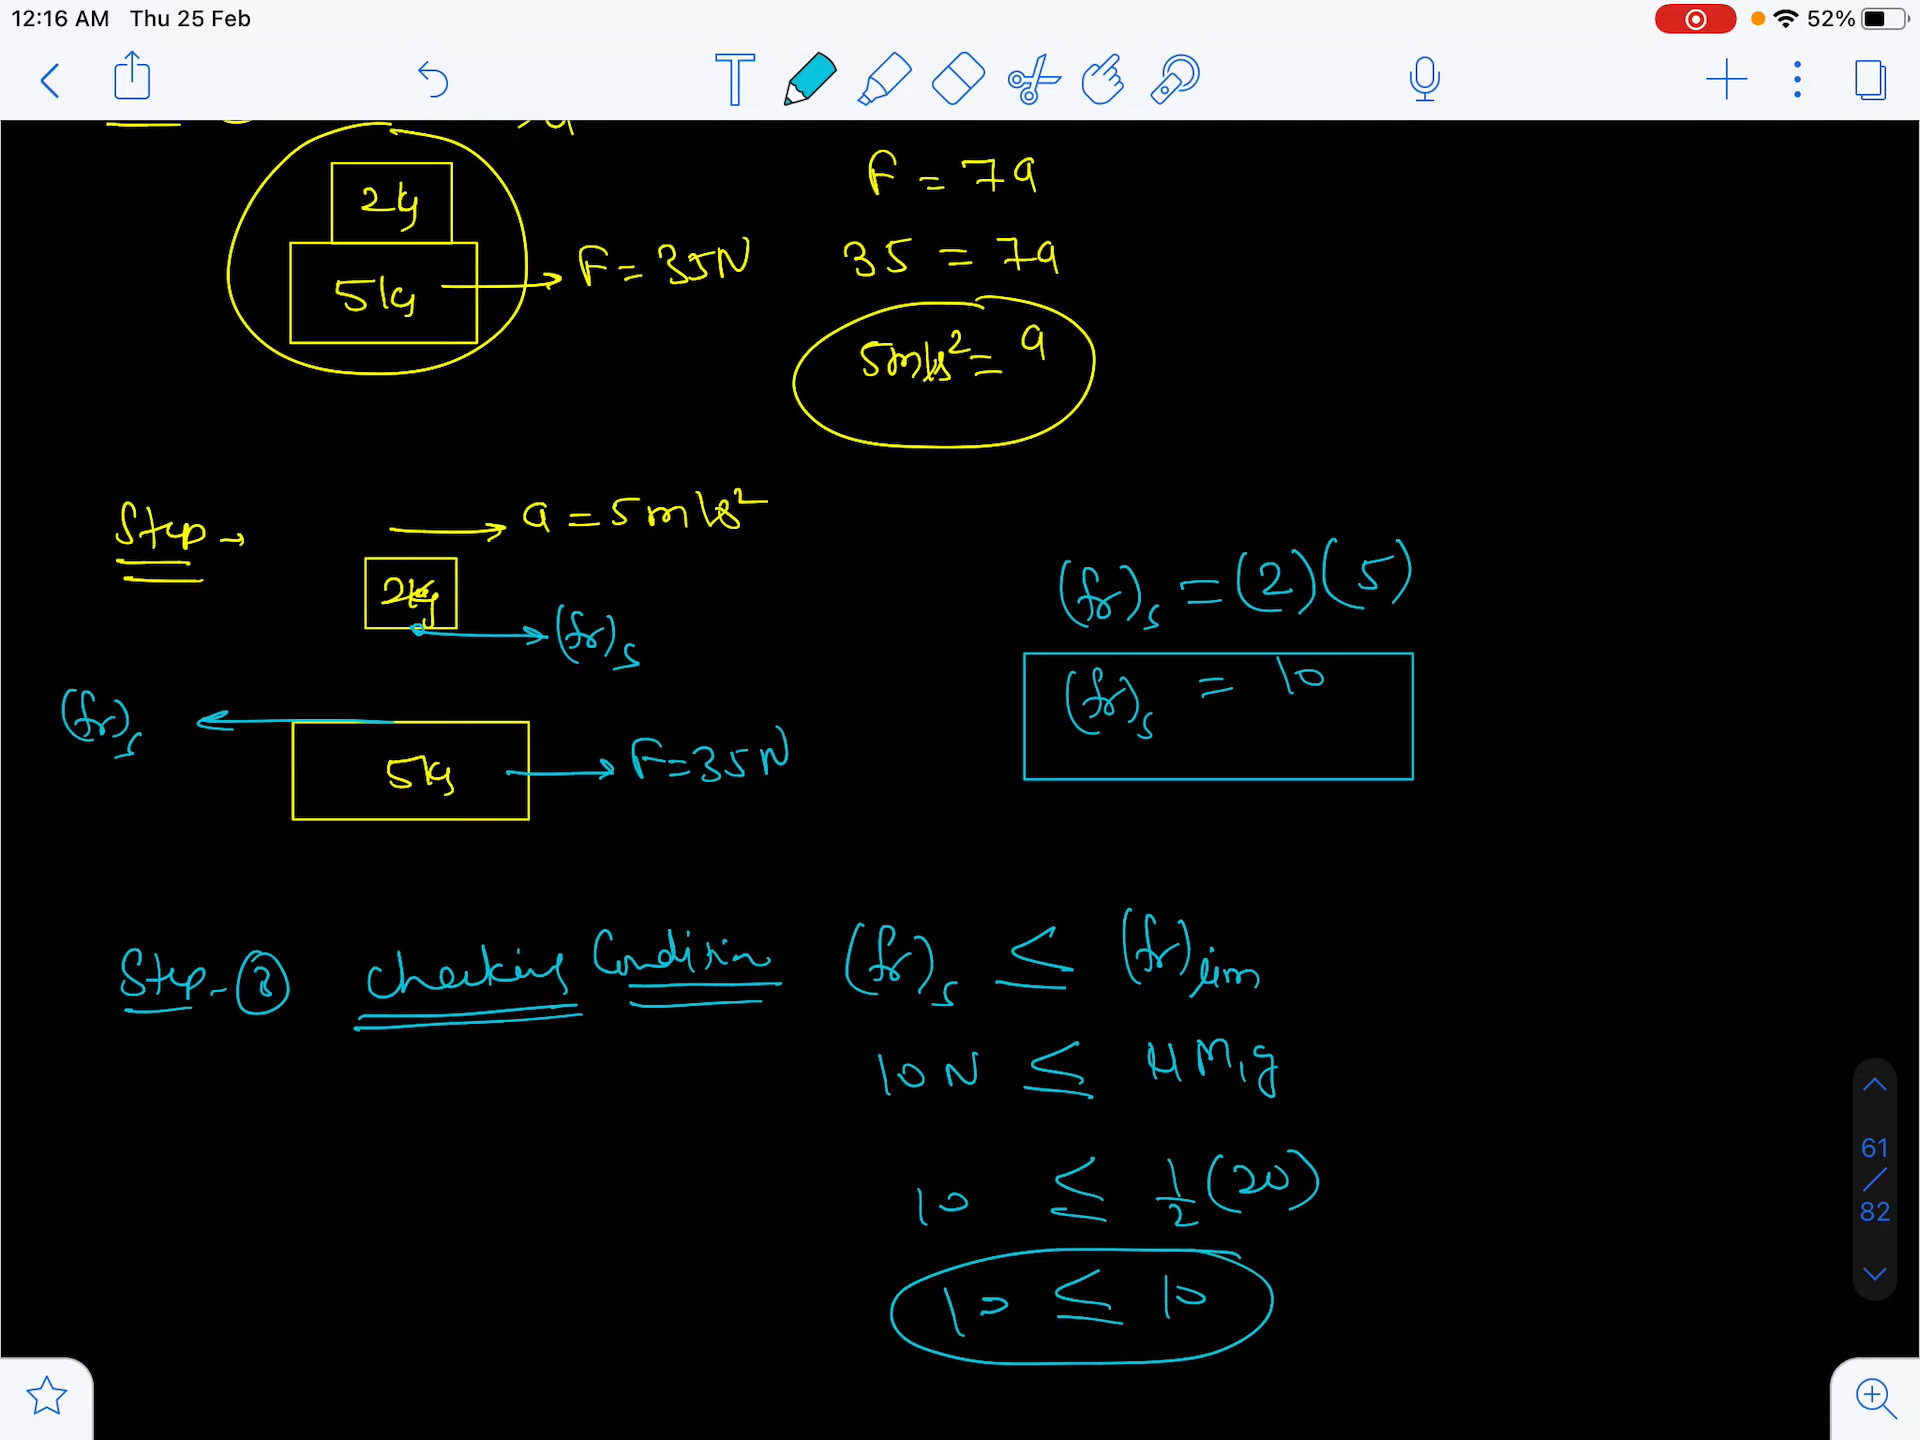 12:16 AM Thu 25 Feb 52%
2kg
5kg
F = 35N
F = 7a
35 = 7a
5m/s² = a
Step →
a = 5m/s²
2kg
(fr)s
(fr)s
5kg
F = 35N
(fr)s = (2)(5)
(fr)s = 10
Step-③ Checking Condition (fr)s ≤ (fr)lim
10N ≤ μM₁g
10 ≤ 1/2 (20)
10 ≤ 10
61
/
82